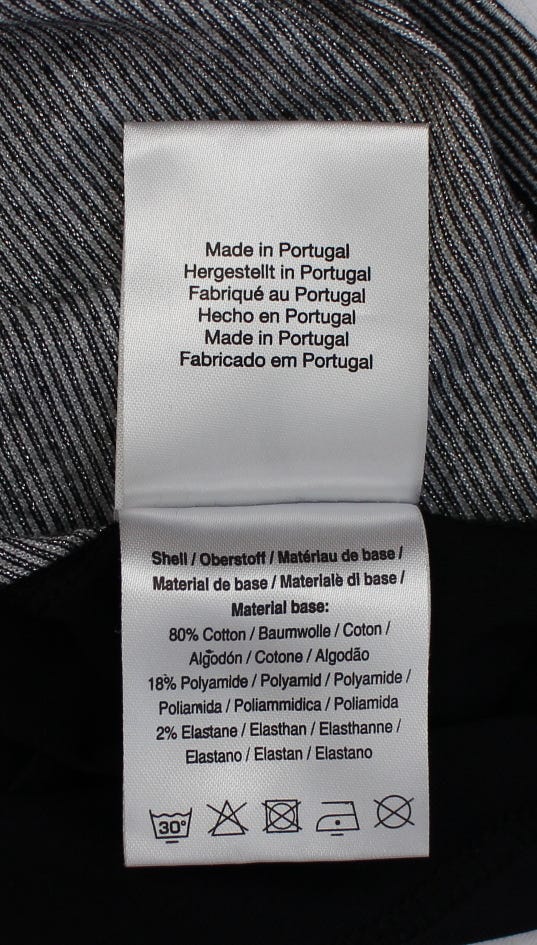 Made in Portugal
Hergestellt in Portugal
Fabriqué au Portugal
Hecho en Portugal
Made in Portugal
Fabricado em Portugal
Shell / Oberstoff / Matériau de base /
Material de base / Materialè di base /
Material base:
80% Cotton / Baumwolle / Coton /
Algodón / Cotone / Algodão
18% Polyamide / Polyamid / Polyamide /
Poliamida / Poliammidica / Poliamida
2% Elastane / Elasthan / Elasthanne /
Elastano / Elastan / Elastano
30°